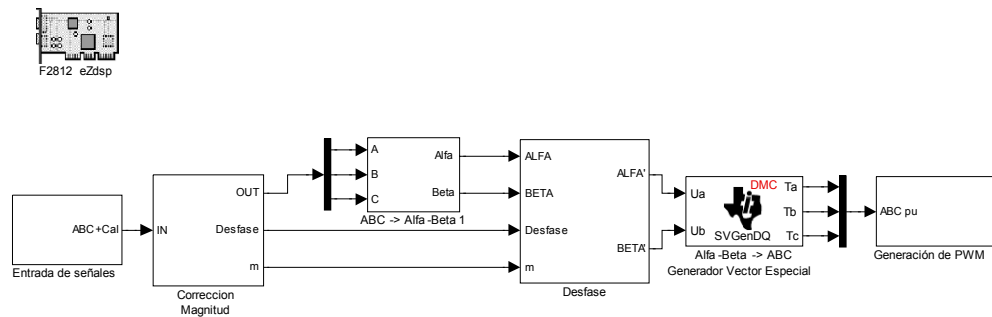 F2812 eZdsp
ABC+Cal
Entrada de señales
IN
OUT
Desfase
m
Correccion
Magnitud
A
B
C
Alfa
Beta
ABC -> Alfa -Beta 1
ALFA
BETA
Desfase
m
ALFA'
BETA'
Desfase
Ua
Ub
DMC
SVGenDQ
Ta
Tb
Tc
Alfa -Beta -> ABC
Generador Vector Especial
ABC pu
Generación de PWM